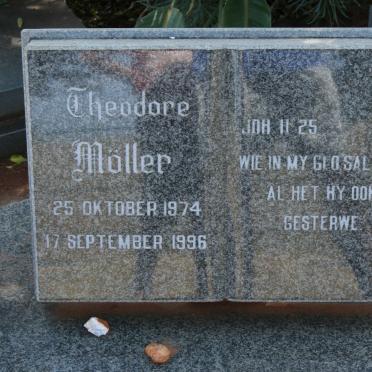 Theodore
Möller
25 OKTOBER 1974
17 SEPTEMBER 1996
JOH 11 25
WIE IN MY GLO SAL
AL HET HY OOK
GESTERWE